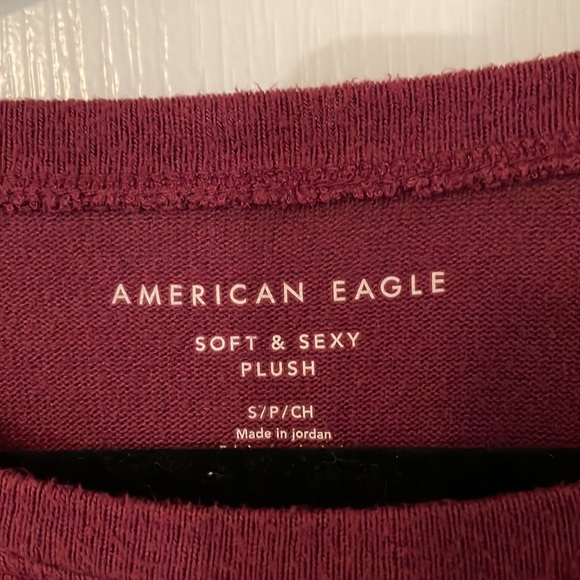 AMERICAN EAGLE
SOFT & SEXY
PLUSH
S/P/CH
Made in jordan